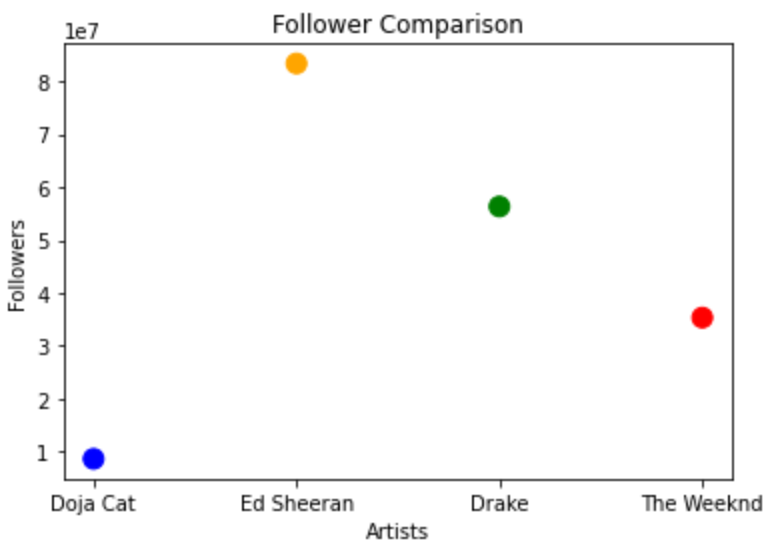 Follower Comparison
1e7
8
7
6
5
4
3
2
1
Followers
Doja Cat Ed Sheeran Drake The Weeknd
Artists